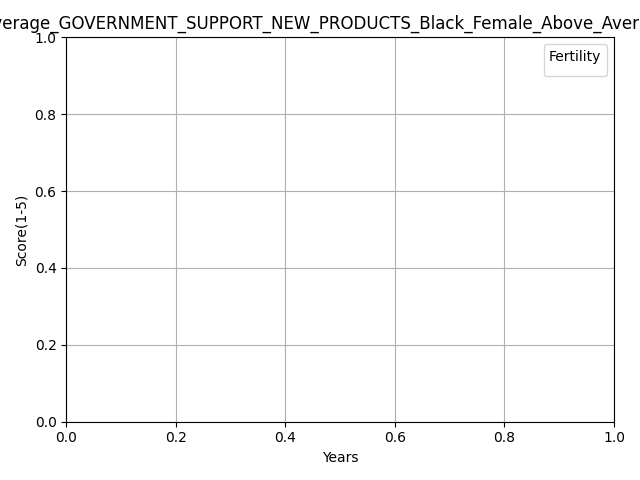 verage_GOVERNMENT_SUPPORT_NEW_PRODUCTS_Black_Female_Above_Aver
Fertility
1.0
0.8
0.6
0.4
0.2
0.0
Score(1-5)
0.0 0.2 0.4 0.6 0.8 1.0
Years